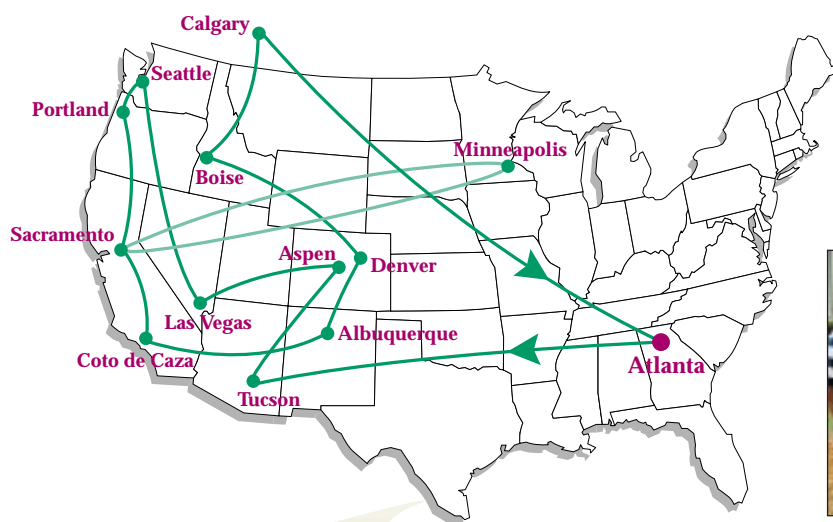 Calgary
Seattle
Portland
Minneapolis
Boise
Sacramento
Aspen
Denver
Las Vegas
Albuquerque
Coto de Caza
Atlanta
Tucson